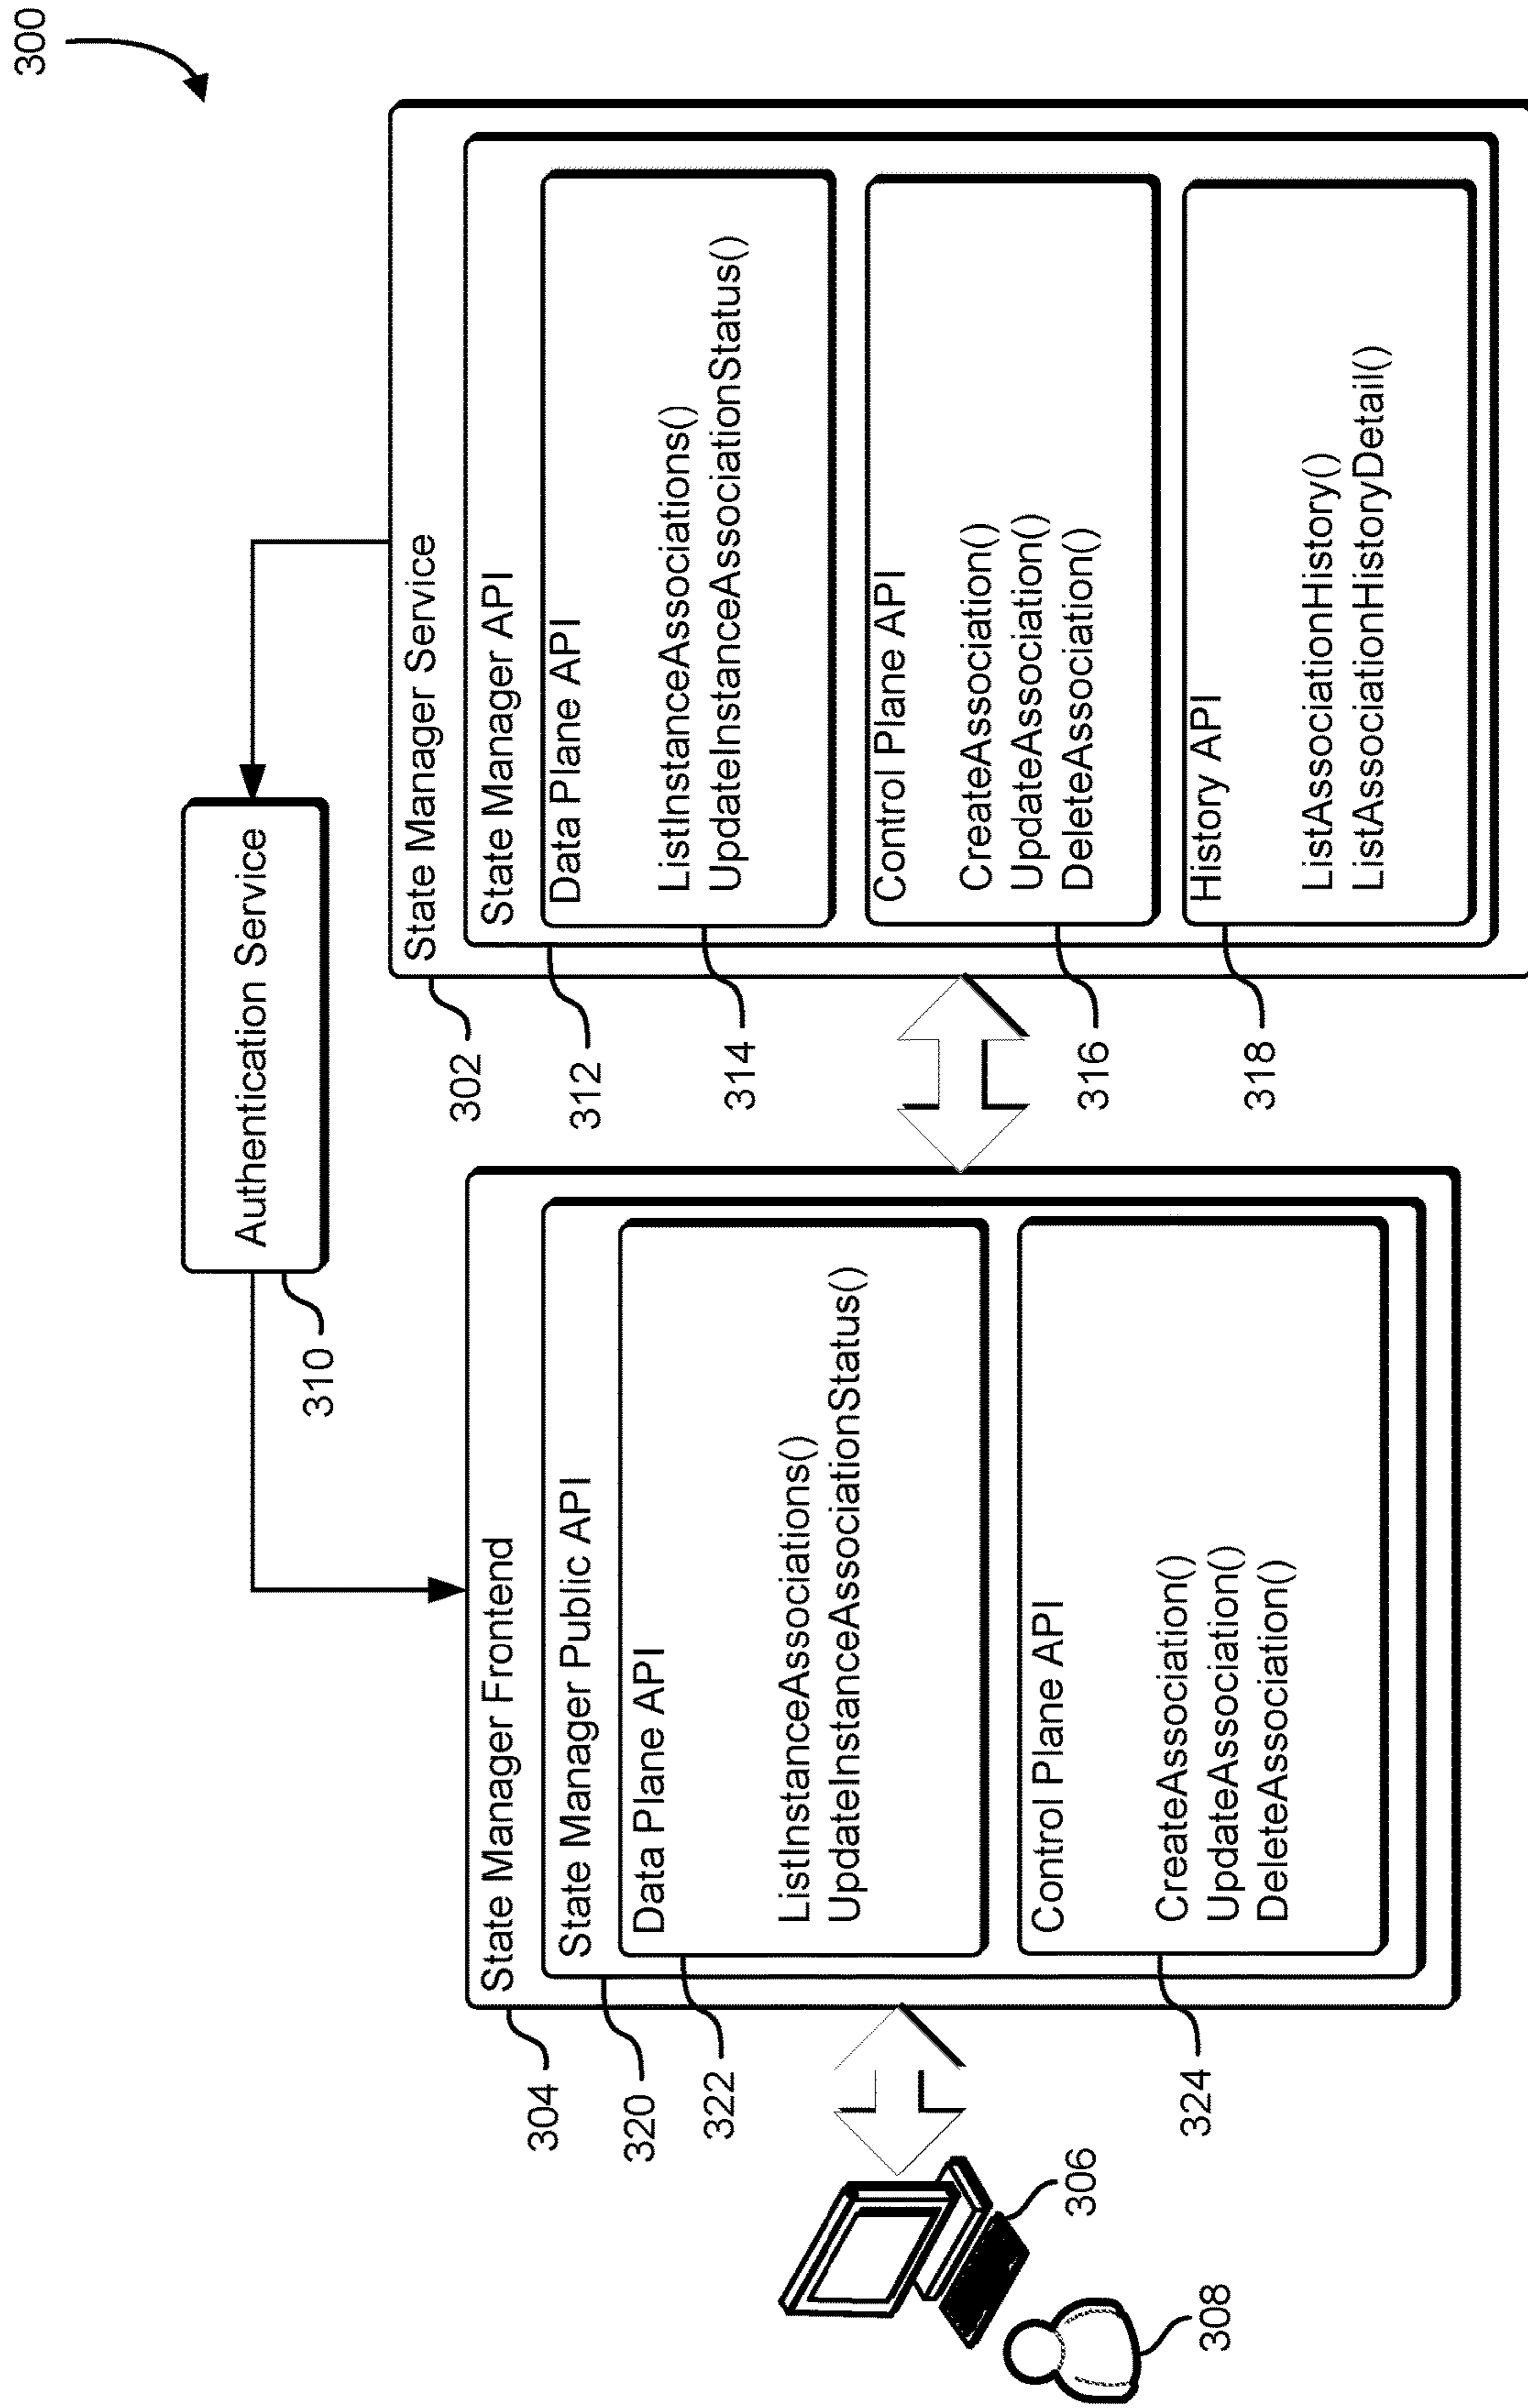 300
Authentication Service
310
State Manager Frontend
State Manager Public API
Data Plane API
ListInstanceAssociations()
UpdateInstanceAssociationStatus()
Control Plane API
CreateAssociation()
UpdateAssociation()
DeleteAssociation()
304
320
322
324
306
308
State Manager Service
State Manager API
Data Plane API
ListInstanceAssociations()
UpdateInstanceAssociationStatus()
Control Plane API
CreateAssociation()
UpdateAssociation()
DeleteAssociation()
History API
ListAssociationHistory()
ListAssociationHistoryDetail()
302
312
314
316
318